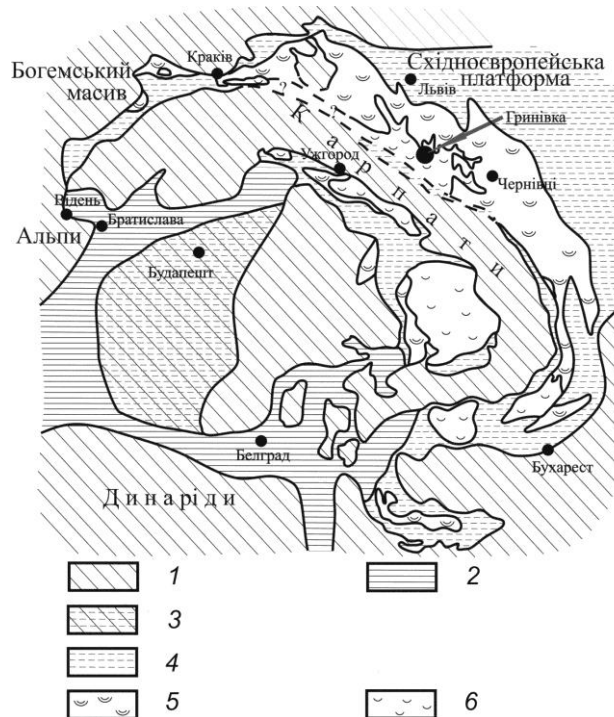 Краків
Богемський
масив
Східноєвропейська
платформа
Львів
Гринівка
Карпати
Ужгород
Чернівці
Відень
Братислава
Альпи
Будапешт
Белград
Бухарест
Динаріди
?
?
1
2
3
4
5
6